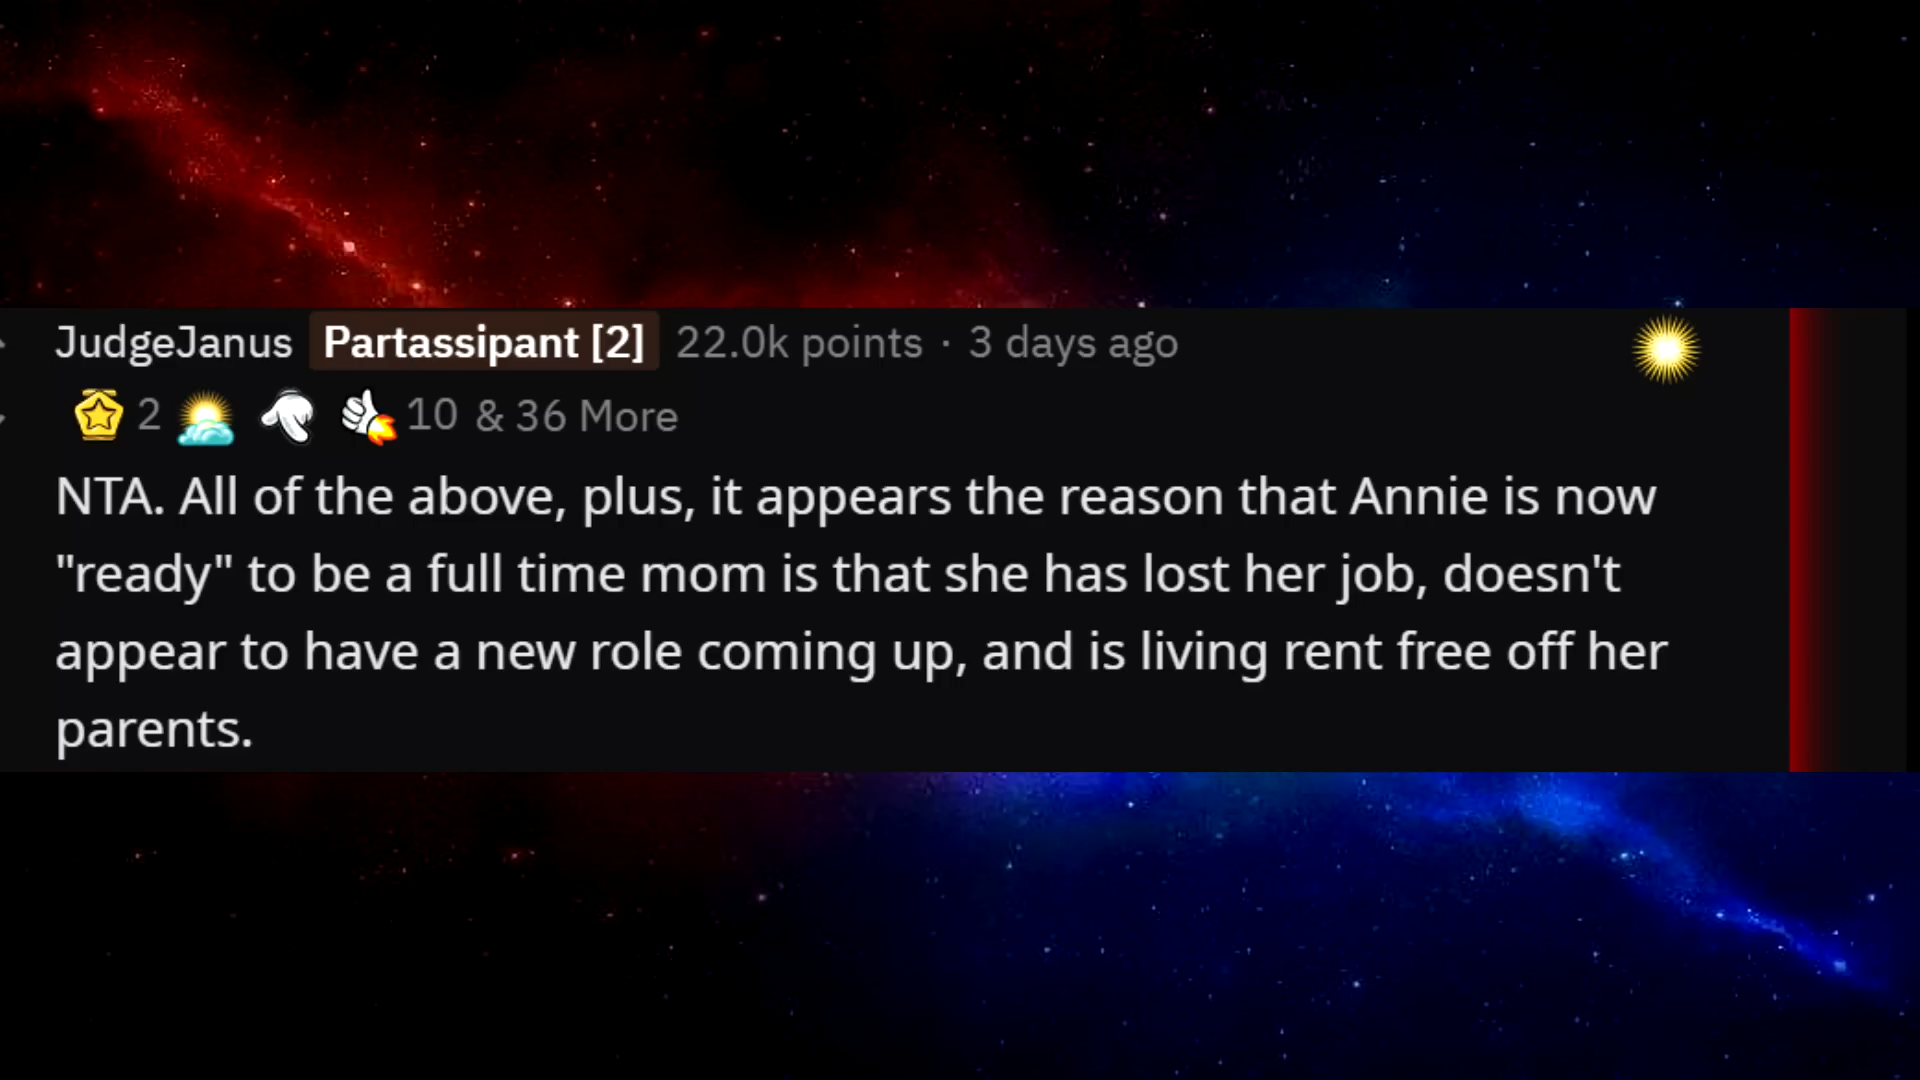 JudgeJanus Partassipant [2] 22.0k points · 3 days ago
2 10 & 36 More
NTA. All of the above, plus, it appears the reason that Annie is now
"ready" to be a full time mom is that she has lost her job, doesn't
appear to have a new role coming up, and is living rent free off her
parents.